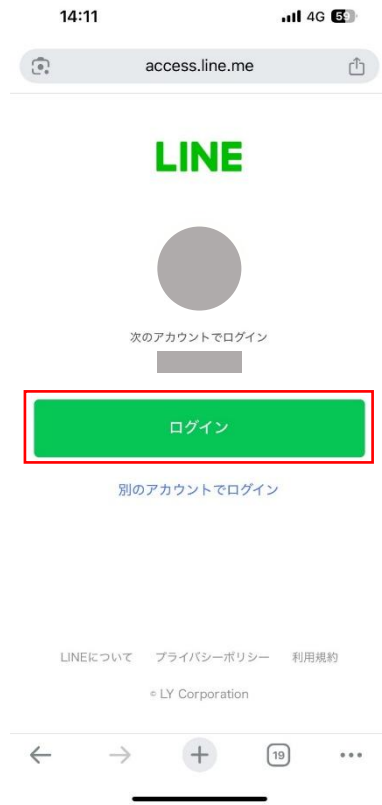 14:11 4G 59
access.line.me
LINE
次のアカウントでログイン
ログイン
別のアカウントでログイン
LINEについて プライバシーポリシー 利用規約
© LY Corporation
19